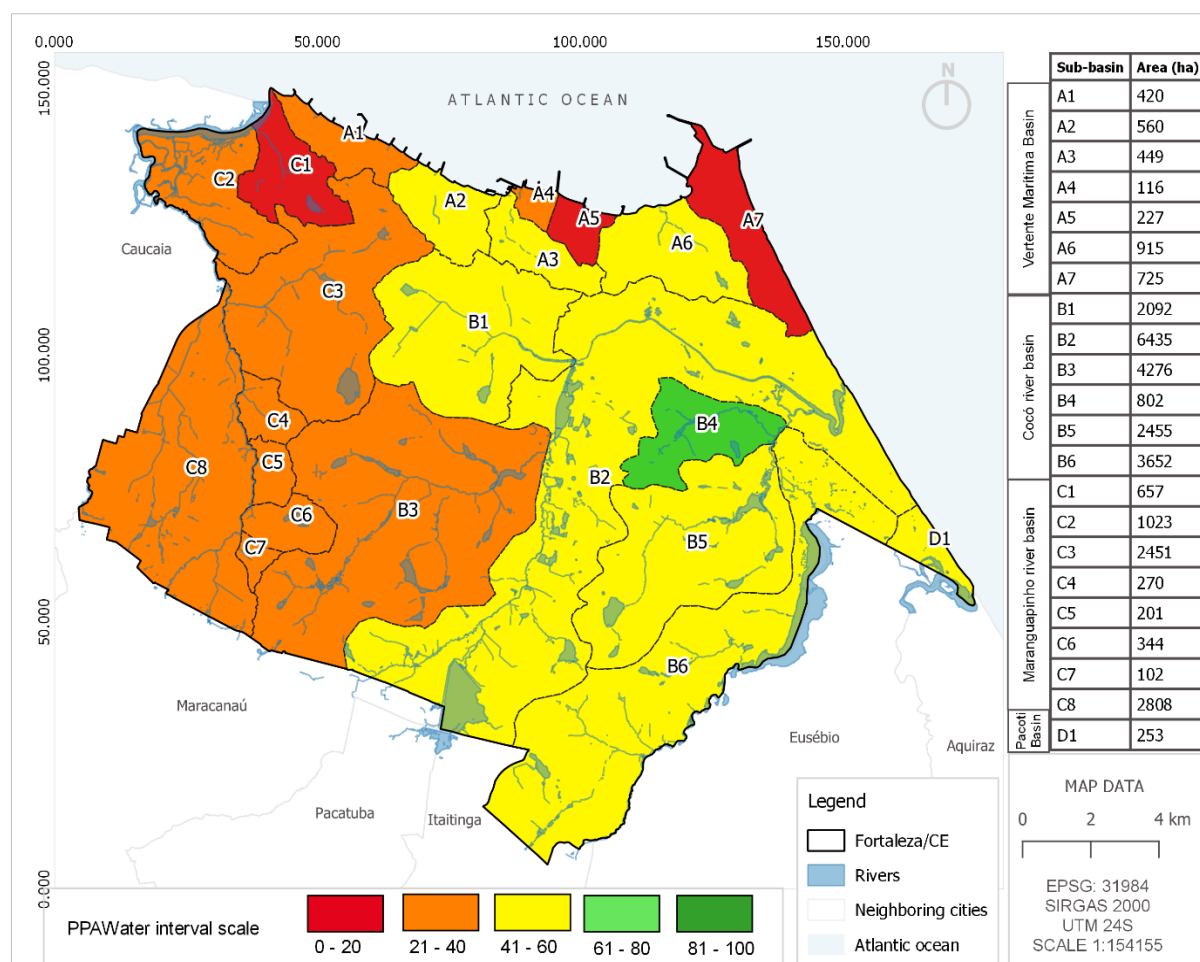 0.000
50.000
100.000
150.000
150.000
100.000
50.000
0.000
N
ATLANTIC OCEAN
A1
C1
C2
A2
A4
A5
A7
A3
A6
Caucaia
C3
B1
C4
B4
C5
C8
B2
C6
B3
B5
C7
D1
B6
Maracanaú
Eusébio
Aquiraz
Pacatuba
Itaitinga
Sub-basin Area (ha)
Vertente Marítima Basin
A1 420
A2 560
A3 449
A4 116
A5 227
A6 915
A7 725
Cocó river basin
B1 2092
B2 6435
B3 4276
B4 802
B5 2455
B6 3652
Maranguapinho river basin
C1 657
C2 1023
C3 2451
C4 270
C5 201
C6 344
C7 102
C8 2808
Pacoti
Basin
D1 253
Legend
Fortaleza/CE
Rivers
Neighboring cities
Atlantic ocean
MAP DATA
0 2 4 km
EPSG: 31984
SIRGAS 2000
UTM 24S
SCALE 1:154155
PPAWater interval scale
0 - 20
21 - 40
41 - 60
61 - 80
81 - 100